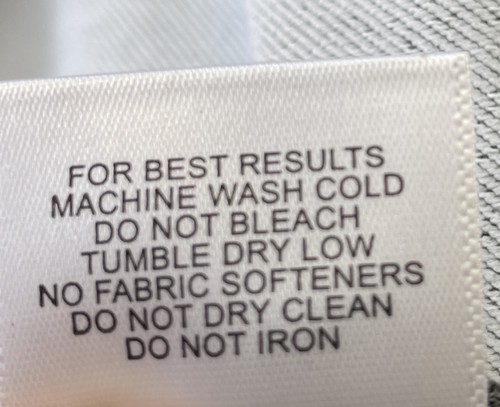 FOR BEST RESULTS
MACHINE WASH COLD
DO NOT BLEACH
TUMBLE DRY LOW
NO FABRIC SOFTENERS
DO NOT DRY CLEAN
DO NOT IRON